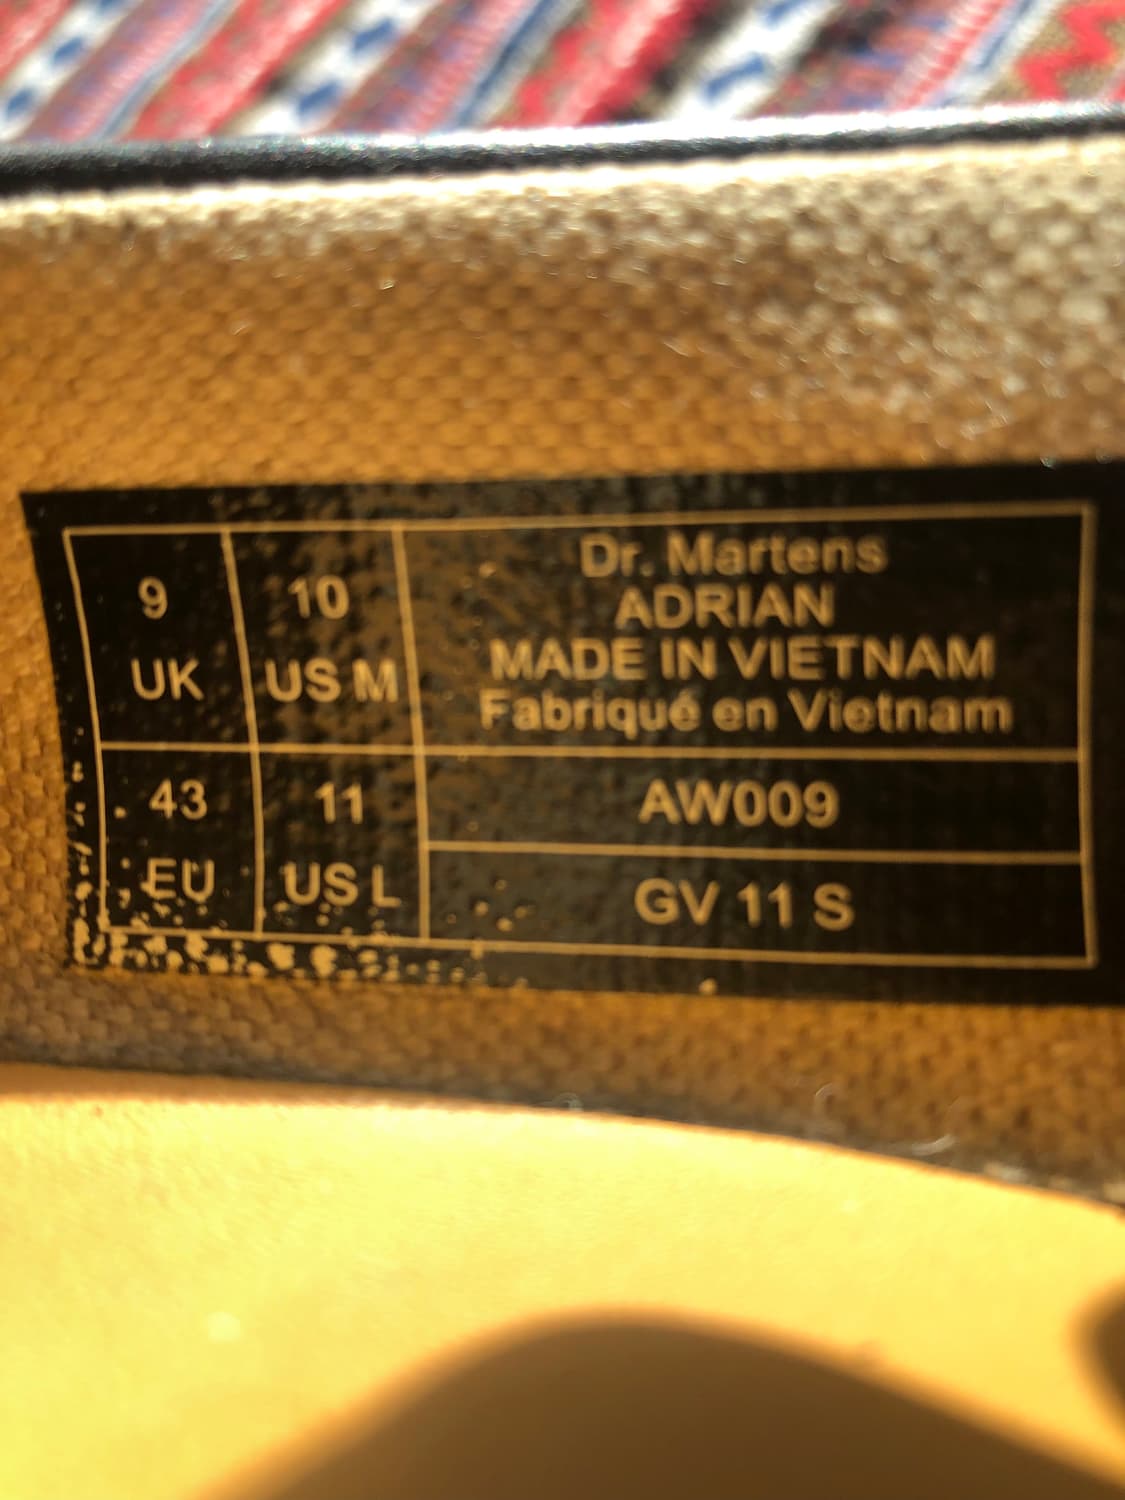 9
UK
10
US M
Dr. Martens
ADRIAN
MADE IN VIETNAM
Fabriqué en Vietnam
43
EU
11
US L
AW009
GV 11 S